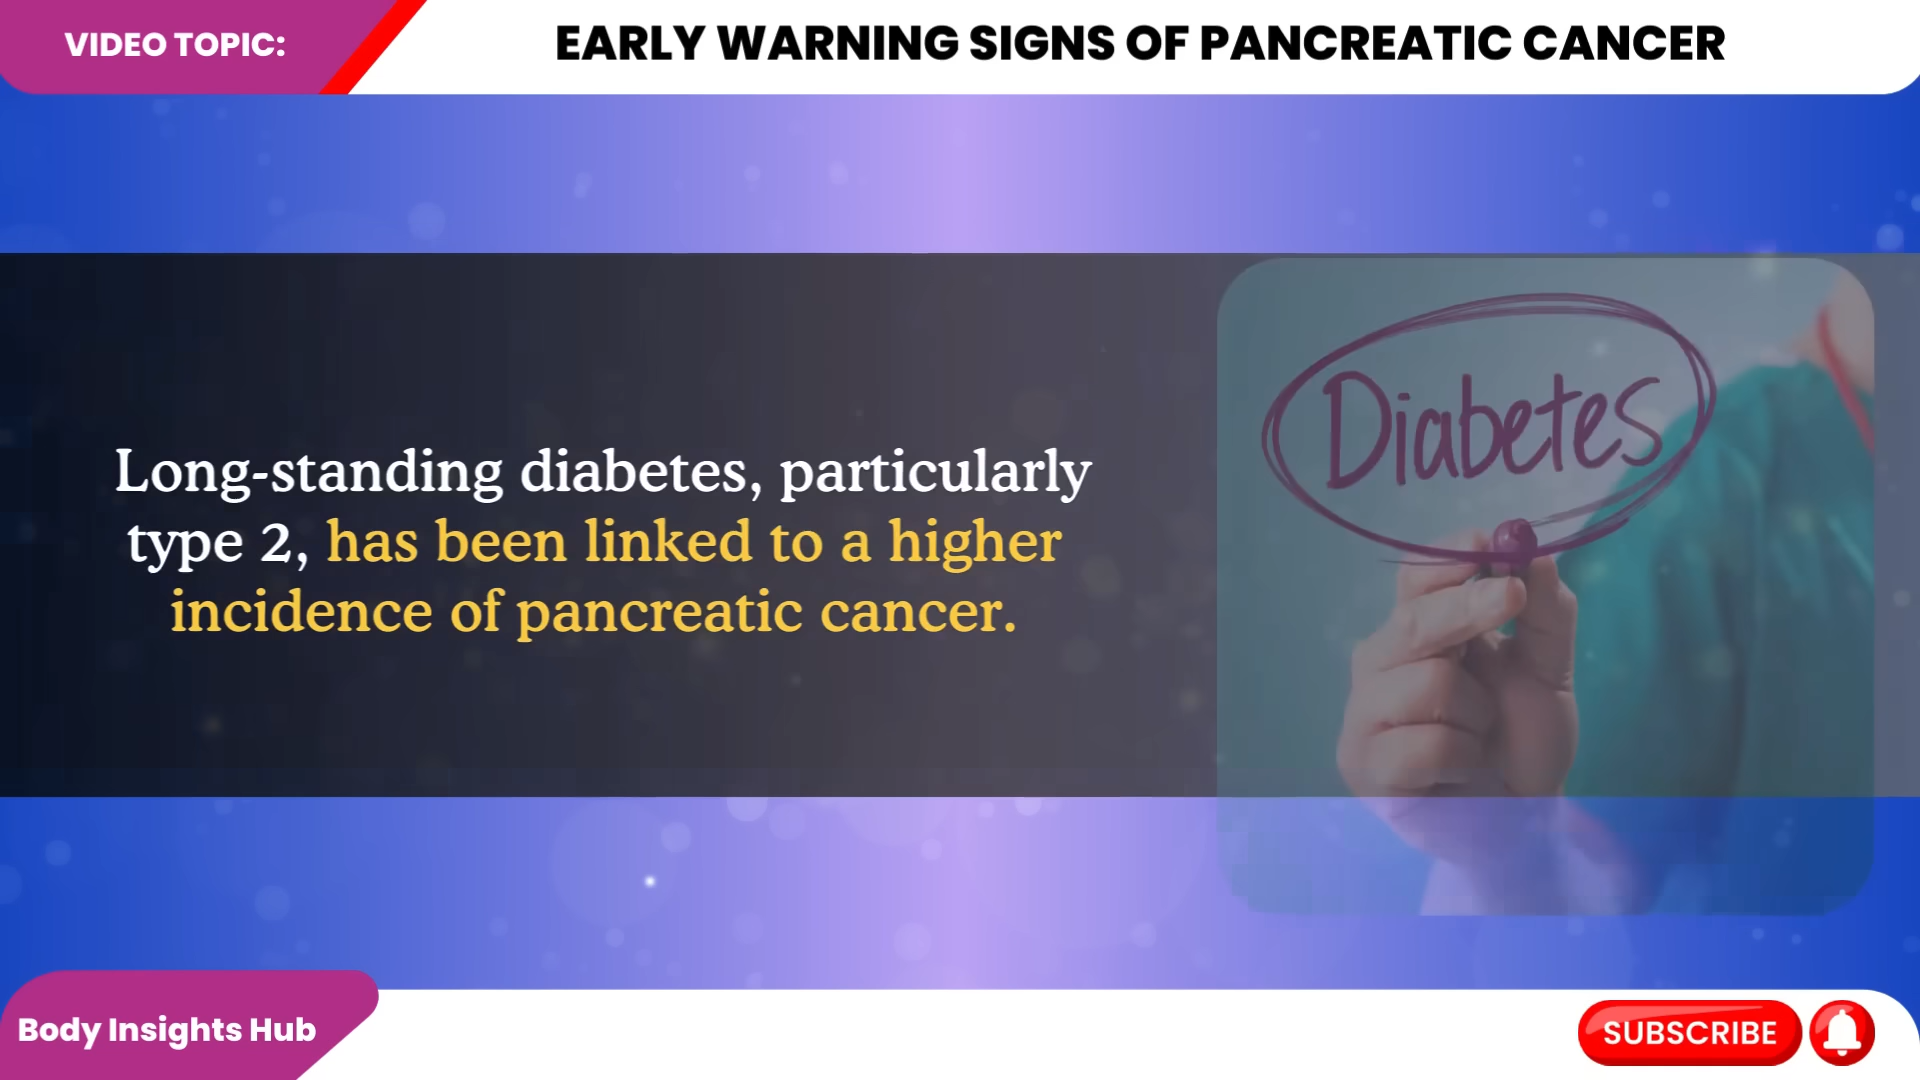 VIDEO TOPIC:
EARLY WARNING SIGNS OF PANCREATIC CANCER
Diabetes
Long-standing diabetes, particularly
type 2, has been linked to a higher
incidence of pancreatic cancer.
Body Insights Hub
SUBSCRIBE